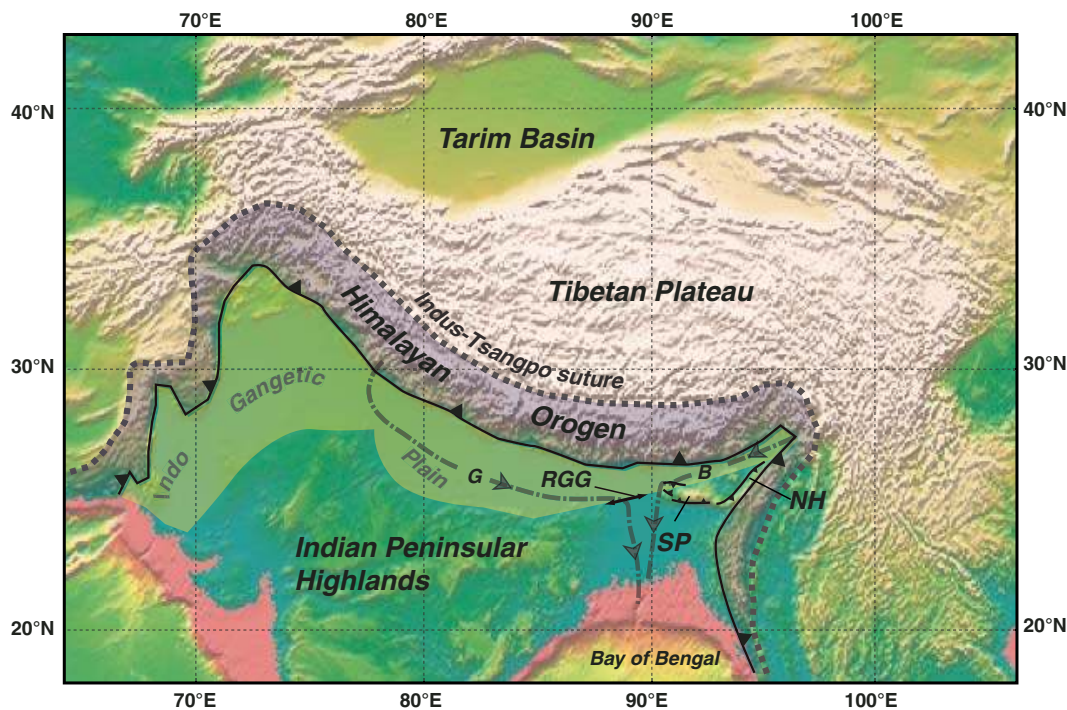 70°E 80°E 90°E 100°E
40°N 40°N
Tarim Basin
Tibetan Plateau
Indus-Tsangpo suture
Himalayan
Orogen
30°N 30°N
Gangetic
Indo
Plain
G
RGG
B
NH
SP
Indian Peninsular
Highlands
20°N 20°N
Bay of Bengal
70°E 80°E 90°E 100°E